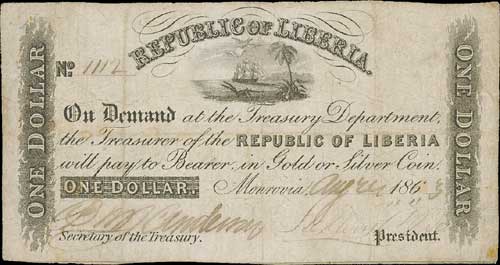 REPUBLIC OF LIBERIA.
No. 1112
ONE DOLLAR
ONE DOLLAR
On Demand at the Treasury Department,
the Treasurer of the REPUBLIC OF LIBERIA
will pay to Bearer, in Gold or Silver Coin.
ONE DOLLAR. Monrovia, 1863
Secretary of the Treasury. President.